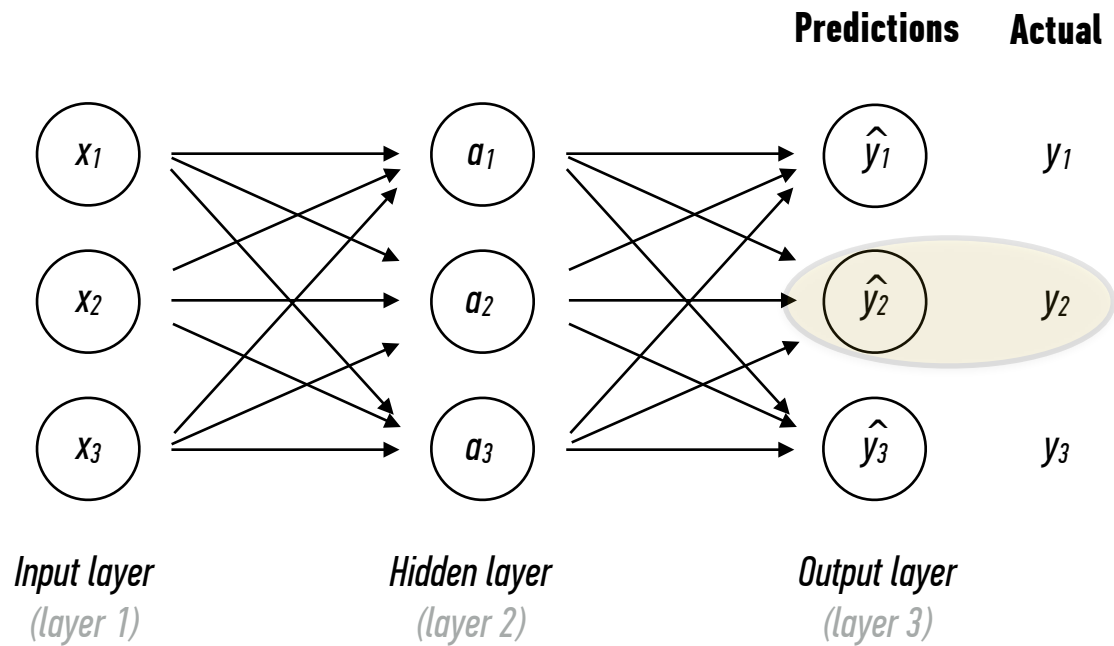 Predictions Actual
x1 a1 ŷ1 y1
x2 a2 ŷ2 y2
x3 a3 ŷ3 y3
Input layer Hidden layer Output layer
(layer 1) (layer 2) (layer 3)